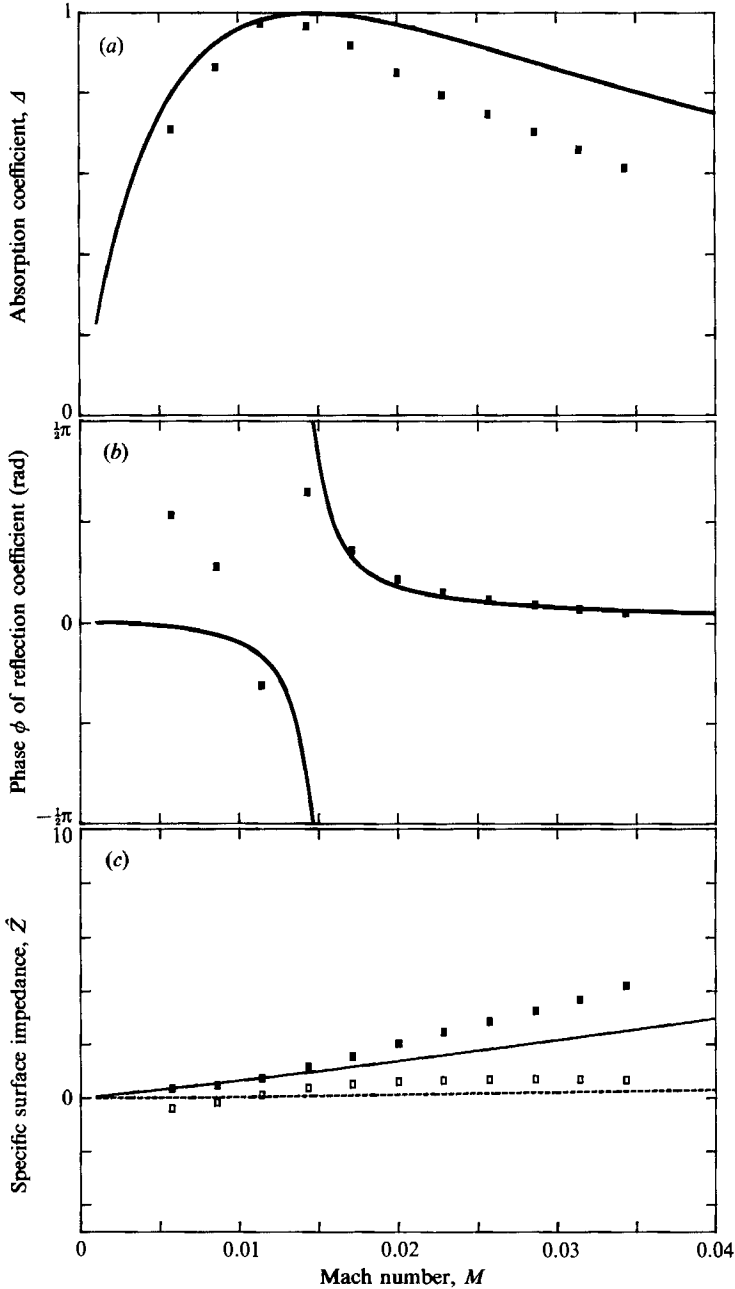 1
(a)
Absorption coefficient, Δ
0
½π
(b)
Phase ϕ of reflection coefficient (rad)
0
−½π
10
(c)
Specific surface impedance, Ẑ
0
0 0.01 0.02 0.03 0.04
Mach number, M